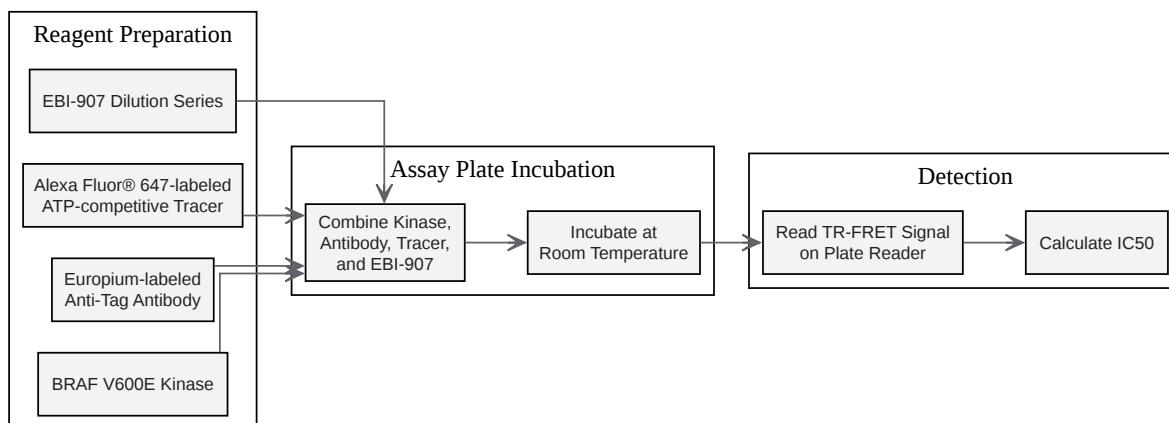 Reagent Preparation
EBI-907 Dilution Series
Alexa Fluor® 647-labeled
ATP-competitive Tracer
Europium-labeled
Anti-Tag Antibody
BRAF V600E Kinase
Assay Plate Incubation
Combine Kinase,
Antibody, Tracer,
and EBI-907
Incubate at
Room Temperature
Detection
Read TR-FRET Signal
on Plate Reader
Calculate IC50